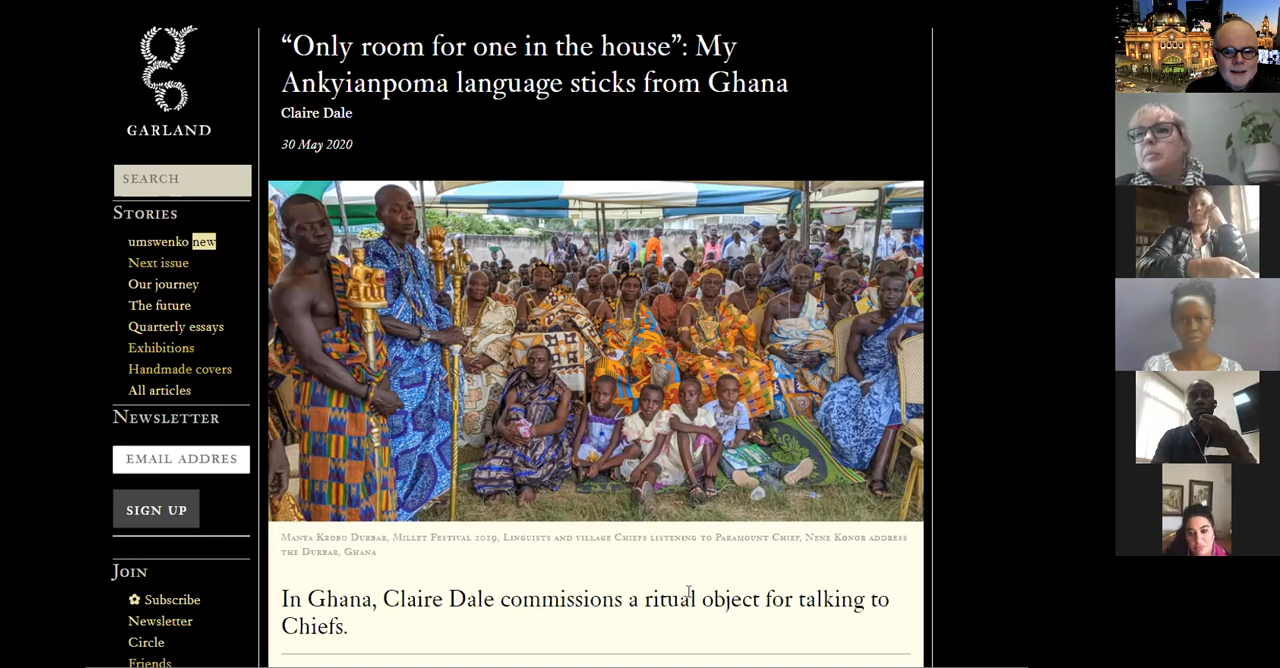 GARLAND
SEARCH
STORIES
umswenko new
Next issue
Our journey
The future
Quarterly essays
Exhibitions
Handmade covers
All articles
NEWSLETTER
EMAIL ADDRES
SIGN UP
JOIN
✿ Subscribe
Newsletter
Circle
Friends
“Only room for one in the house”: My
Ankyianpoma language sticks from Ghana
Claire Dale
30 May 2020
MANYA KROBO DURBAR, MILLET FESTIVAL 2019, LINGUISTS AND VILLAGE CHIEFS LISTENING TO PARAMOUNT CHIEF, NENE KONOR ADDRESS
THE DURBAR, GHANA
In Ghana, Claire Dale commissions a ritual object for talking to
Chiefs.